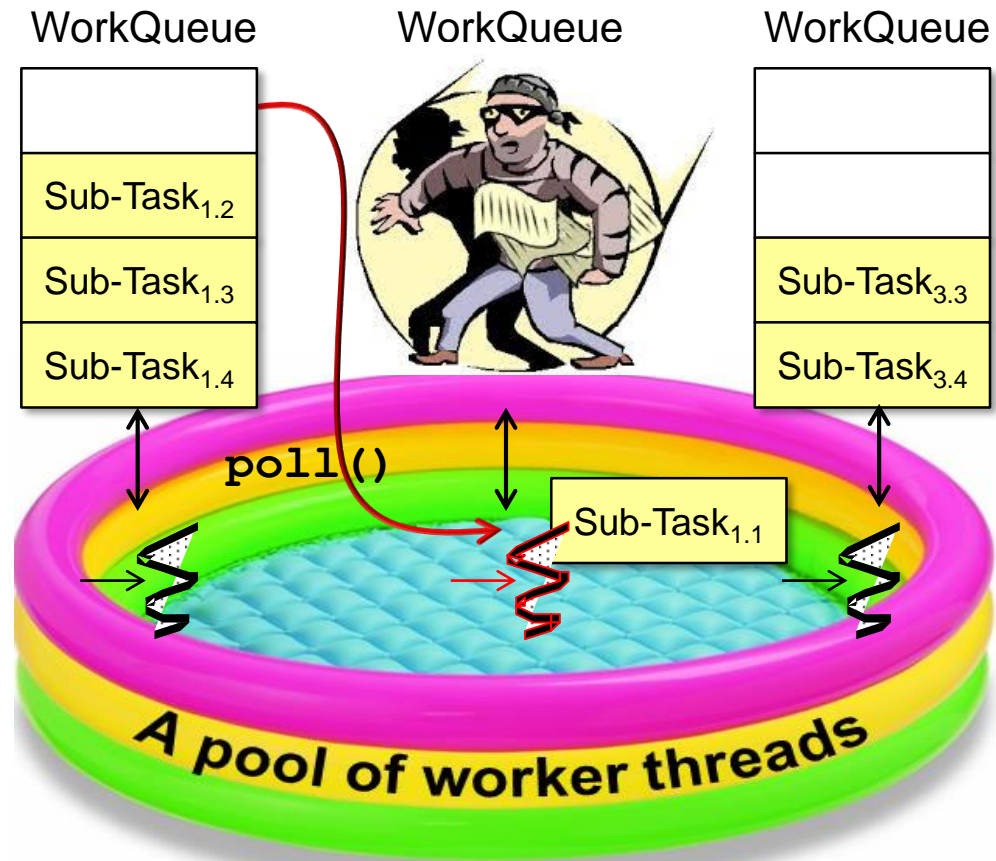 WorkQueue WorkQueue WorkQueue
Sub-Task1.2
Sub-Task1.3 Sub-Task3.3
Sub-Task1.4 Sub-Task3.4
poll()
Sub-Task1.1
A pool of worker threads